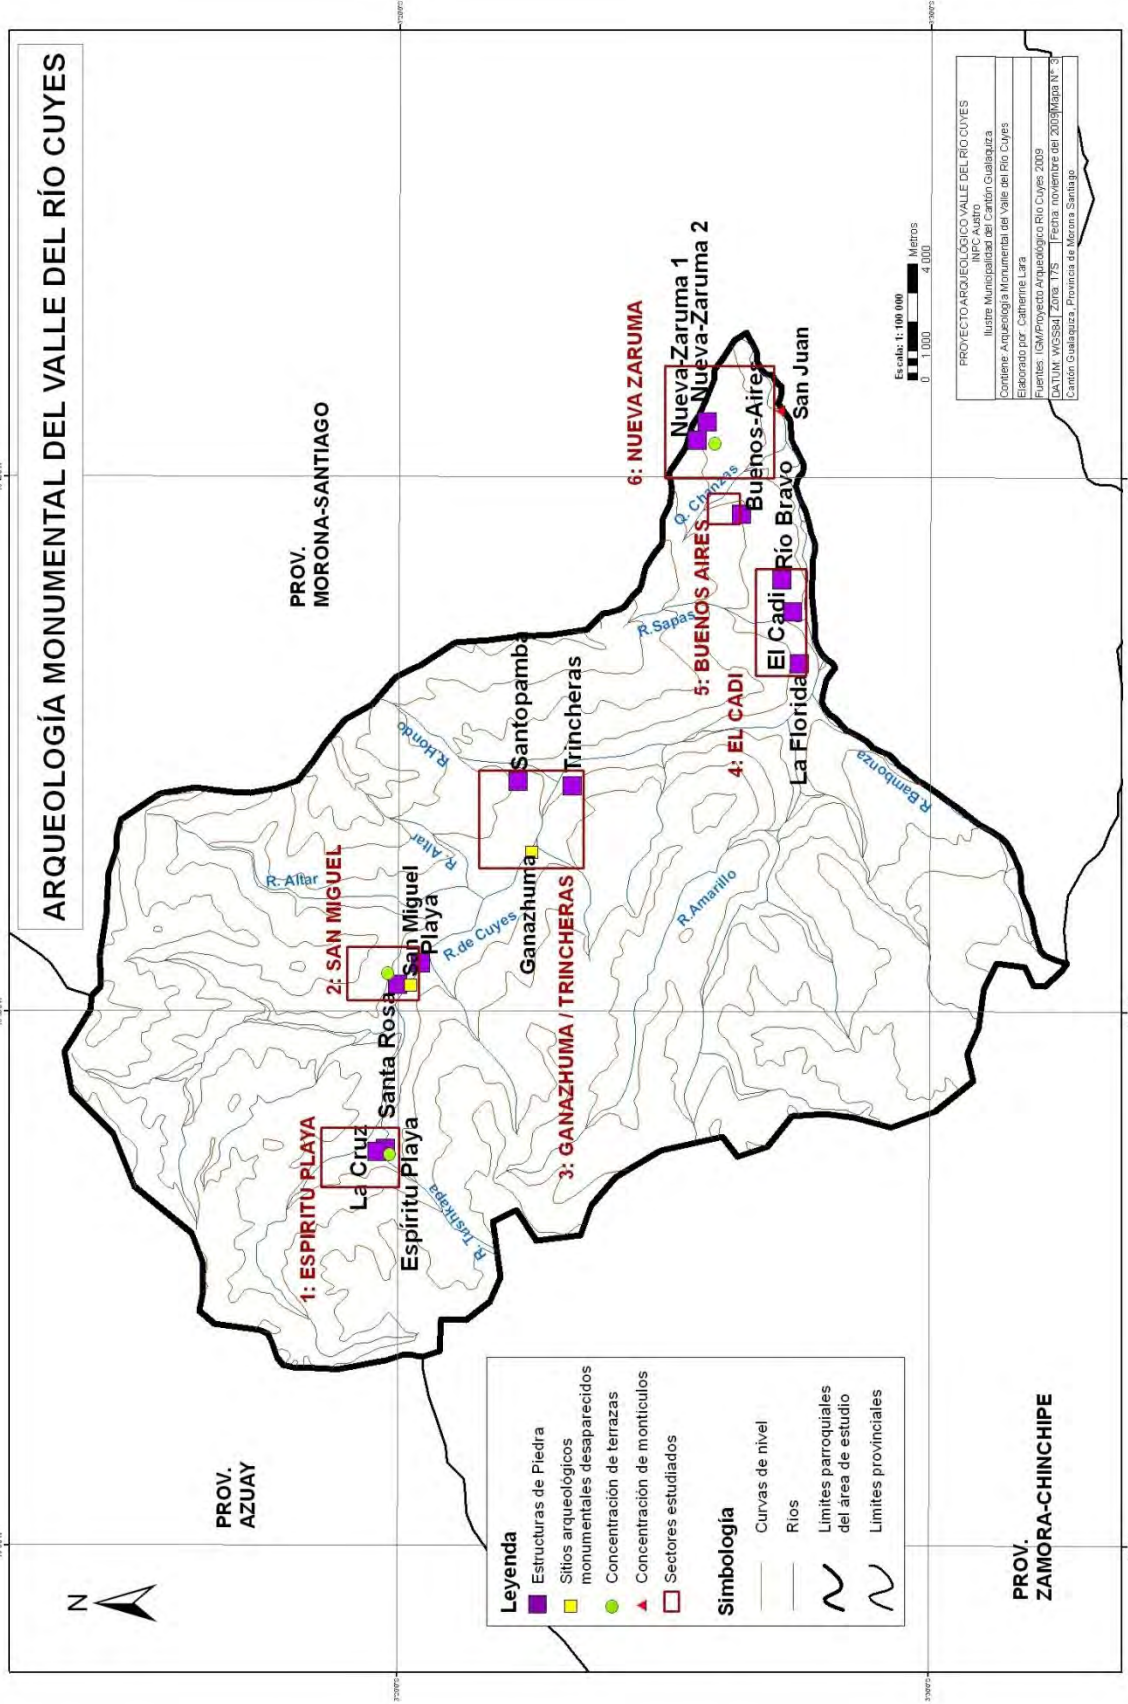 ARQUEOLOGÍA MONUMENTAL DEL VALLE DEL RÍO CUYES
N
PROV.
AZUAY
PROV.
MORONA-SANTIAGO
PROV.
ZAMORA-CHINCHIPE
1: ESPIRITU PLAYA
La Cruz
Espíritu Playa
R. Tushkapa
2: SAN MIGUEL
Santa Rosa
San Miguel
Playa
R. Altar
R. Altar
R.Hondo
R.de Cuyes
Santopamba
Trincheras
Ganazhuma
3: GANAZHUMA / TRINCHERAS
R.Amarillo
R.Sapas
R.Bambonza
4: EL CADI
La Florida
El Cadi
Río Bravo
5: BUENOS AIRES
Buenos-Aires
Q. Chanzas
6: NUEVA ZARUMA
Nueva-Zaruma 1
Nueva-Zaruma 2
San Juan
Leyenda
Estructuras de Piedra
Sitios arqueológicos
monumentales desaparecidos
Concentración de terrazas
Concentración de montículos
Sectores estudiados
Simbología
Curvas de nivel
Ríos
Límites parroquiales
del área de estudio
Límites provinciales
Escala: 1: 100 000
0 1 000 4 000 Metros
PROYECTO ARQUEOLÓGICO VALLE DEL RÍO CUYES
INPC Austro
Ilustre Municipalidad del Cantón Gualaquiza
Contiene: Arqueología Monumental del Valle del Río Cuyes
Elaborado por: Catherine Lara
Fuentes: IGM/Proyecto Arqueológico Río Cuyes 2009
DATUM: WGS84 Zona: 17S Fecha: noviembre del 2009 Mapa N° 3
Cantón Gualaquiza, Provincia de Morona Santiago